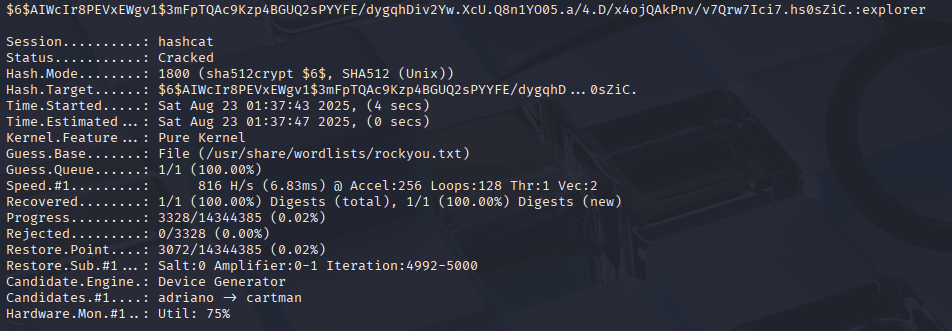 $6$AIWcIr8PEVxEWgv1$3mFpTQAc9Kzp4BGUQ2sPYYFE/dygqhDiv2Yw.XcU.Q8n1YO05.a/4.D/x4ojQAkPnv/v7Qrw7Ici7.hs0sZiC.:explorer
Session..........: hashcat
Status...........: Cracked
Hash.Mode........: 1800 (sha512crypt $6$, SHA512 (Unix))
Hash.Target......: $6$AIWcIr8PEVxEWgv1$3mFpTQAc9Kzp4BGUQ2sPYYFE/dygqhD...0sZiC.
Time.Started.....: Sat Aug 23 01:37:43 2025, (4 secs)
Time.Estimated...: Sat Aug 23 01:37:47 2025, (0 secs)
Kernel.Feature...: Pure Kernel
Guess.Base.......: File (/usr/share/wordlists/rockyou.txt)
Guess.Queue......: 1/1 (100.00%)
Speed.#1.........: 816 H/s (6.83ms) @ Accel:256 Loops:128 Thr:1 Vec:2
Recovered........: 1/1 (100.00%) Digests (total), 1/1 (100.00%) Digests (new)
Progress.........: 3328/14344385 (0.02%)
Rejected.........: 0/3328 (0.00%)
Restore.Point....: 3072/14344385 (0.02%)
Restore.Sub.#1...: Salt:0 Amplifier:0-1 Iteration:4992-5000
Candidate.Engine.: Device Generator
Candidates.#1....: adriano -> cartman
Hardware.Mon.#1..: Util: 75%